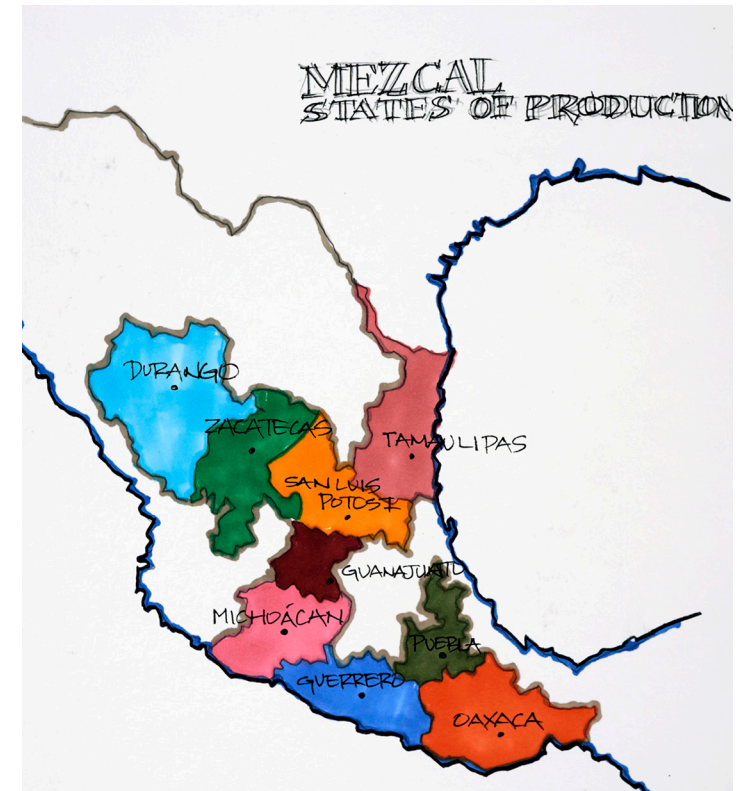 MEZCAL
STATES OF PRODUCTION
DURANGO
ZACATECAS
TAMAULIPAS
SAN LUIS
POTOSI
GUANAJUATO
MICHOÁCAN
PUEBLA
GUERRERO
OAXACA